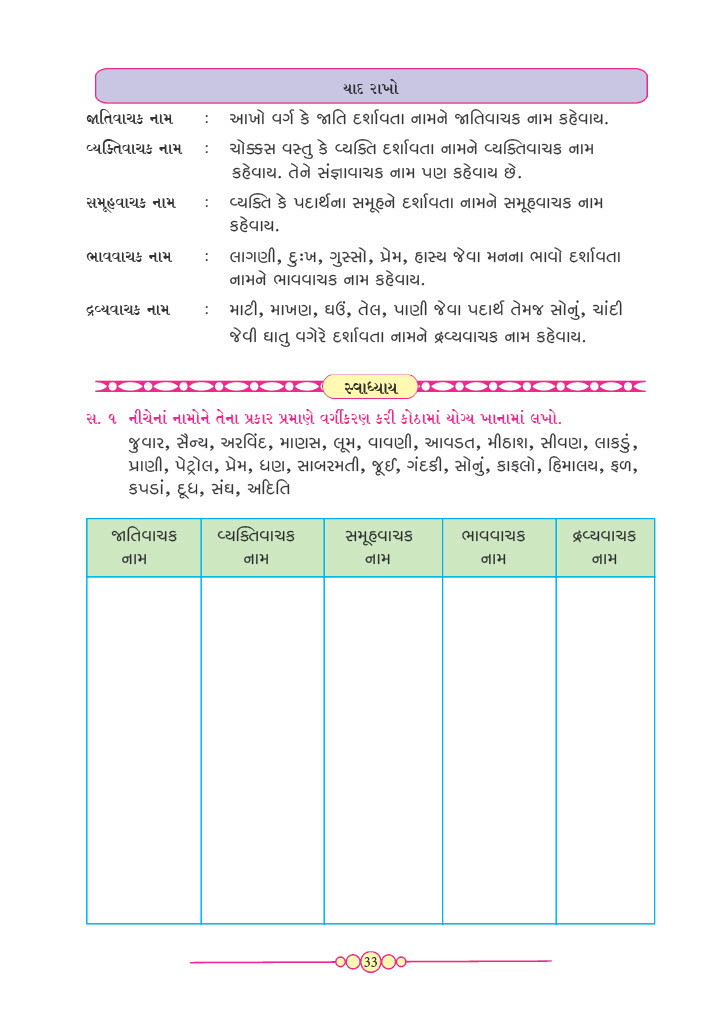 યાદ રાખો
જાતિવાચક નામ : આખો વર્ગ કે જાતિ દર્શાવતા નામને જાતિવાચક નામ કહેવાય.
વ્યક્તિવાચક નામ : ચોક્કસ વસ્તુ કે વ્યક્તિ દર્શાવતા નામને વ્યક્તિવાચક નામ
કહેવાય. તેને સંજ્ઞાવાચક નામ પણ કહેવાય છે.
સમૂહવાચક નામ : વ્યક્તિ કે પદાર્થના સમૂહને દર્શાવતા નામને સમૂહવાચક નામ
કહેવાય.
ભાવવાચક નામ : લાગણી, દુઃખ, ગુસ્સો, પ્રેમ, હાસ્ય જેવા મનના ભાવો દર્શાવતા
નામને ભાવવાચક નામ કહેવાય.
દ્રવ્યવાચક નામ : માટી, માખણ, ઘઉં, તેલ, પાણી જેવા પદાર્થ તેમજ સોનું, ચાંદી
જેવી ધાતુ વગેરે દર્શાવતા નામને દ્રવ્યવાચક નામ કહેવાય.
સ્વાધ્યાય
સ. ૧ નીચેનાં નામોને તેના પ્રકાર પ્રમાણે વર્ગીકરણ કરી કોઠામાં યોગ્ય ખાનામાં લખો.
જુવાર, સૈન્ય, અરવિંદ, માણસ, લૂમ, વાવણી, આવડત, મીઠાશ, સીવણ, લાકડું,
પ્રાણી, પેટ્રોલ, પ્રેમ, ધણ, સાબરમતી, જૂઈ, ગંદકી, સોનું, કાફલો, હિમાલય, ફળ,
કપડાં, દૂધ, સંઘ, અદિતિ
જાતિવાચક વ્યક્તિવાચક સમૂહવાચક ભાવવાચક દ્રવ્યવાચક
નામ નામ નામ નામ નામ
33